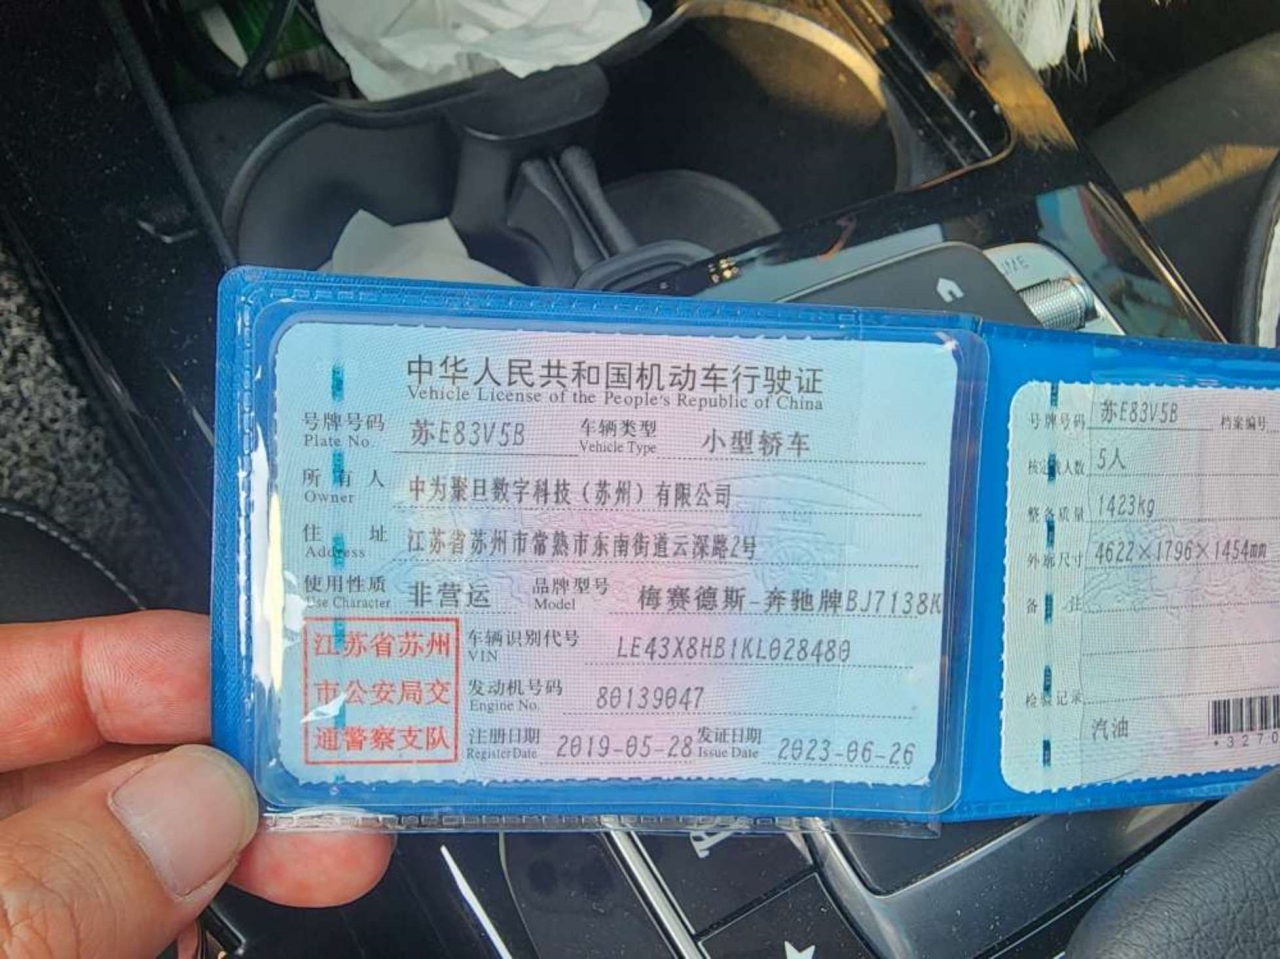 中华人民共和国机动车行驶证
Vehicle License of the People's Republic of China
号牌号码 苏E83V5B 车辆类型 小型轿车
Plate No. Vehicle Type
所有人 中为聚旦数字科技（苏州）有限公司
Owner
住址 江苏省苏州市常熟市东南街道云深路2号
Address
使用性质 非营运 品牌型号 梅赛德斯-奔驰牌BJ7138K
Use Character Model
江苏省苏州
市公安局交
通警察支队
车辆识别代号 LE43X8HB1KL028480
VIN
发动机号码 80139047
Engine No.
注册日期 2019-05-28 发证日期 2023-06-26
Register Date Issue Date
号牌号码 苏E83V5B 档案编号
核定载人数 5人
整备质量 1423kg
外廓尺寸 4622×1796×1454mm
备注
检验记录
汽油
*3270